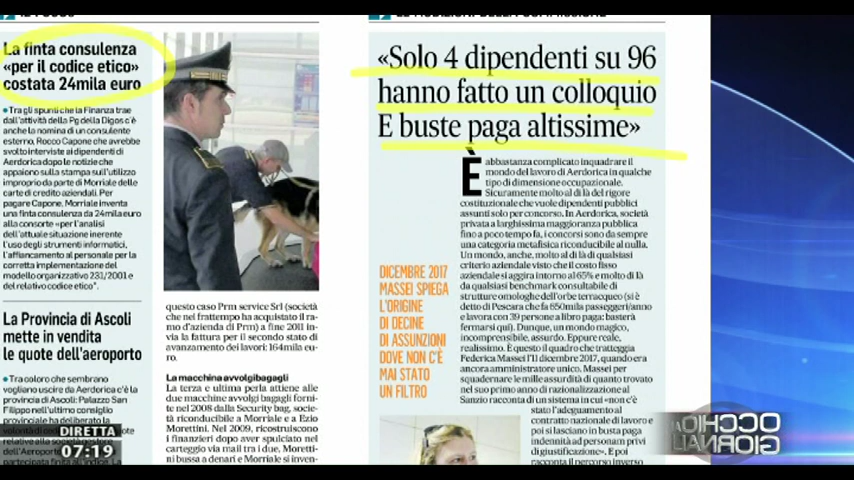 La finta consulenza
«per il codice etico»
costata 24mila euro
Tra gli spunti che la Finanza trae
dall'attività della Pg della Digos c'è
anche la nomina di un consulente
esterno, Rocco Capone che avrebbe
svolto interviste ai dipendenti di
Aerdorica dopo le notizie che
appaiono sulla stampa sull'utilizzo
improprio da parte di Morriale delle
carte di credito aziendali. Per
pagare Capone, Morriale inventa
una finta consulenza da 24mila euro
alla consorte «per l'analisi
dell'attuale situazione inerente
l'uso degli strumenti informatici,
l'affiancamento al personale per la
corretta implementazione del
modello organizzativo 231/2001 e
del relativo codice etico".
La Provincia di Ascoli
mette in vendita
le quote dell'aeroporto
Tra coloro che sembrano
vogliano uscire da Aerdorica c'è la
provincia di Ascoli: Palazzo San
Filippo nell'ultimo consiglio
provinciale ha deliberato la
questo caso Prm service Srl (società
che nel frattempo ha acquistato il ra-
mo d'azienda di Prm) a fine 2011 in-
via la fattura per il secondo stato di
avanzamento dei lavori: 164mila eu-
ro.
La macchina avvolgibagagli
La terza e ultima perla attiene alle
due macchine avvolgi bagagli forni-
te nel 2008 dalla Security bag, socie-
tà riconducibile a Morriale e a Ezio
Morettini. Nel 2009, ricostruiscono
i finanzieri dopo aver spulciato nel
carteggio via mail tra i due, Moretti-
ni bussa a denari e Morriale si inven-
«Solo 4 dipendenti su 96
hanno fatto un colloquio
E buste paga altissime»
È abbastanza complicato inquadrare il
mondo del lavoro di Aerdorica in qualche
tipo di dimensione occupazionale.
Sicuramente molto al di là del rigore
costituzionale che vuole dipendenti pubblici
assunti solo per concorso. In Aerdorica, società
privata a larghissima maggioranza pubblica
fino a poco tempo fa, i concorsi sono da sempre
una categoria metafisica riconducibile al nulla.
Un mondo, anche, molto al di là di qualsiasi
criterio aziendale visto che il costo fisso
aziendale si aggira intorno al 65% e molto di là
da qualsiasi benchmark consultabile di
strutture omologhe dell'orbe terracqueo (si è
detto di Pescara che fa 650mila passeggeri/anno
e lavora con 39 persone a libro paga: basterà
fermarsi qui). Dunque, un mondo magico,
incomprensibile, assurdo. Eppure reale,
realissimo. È questo il quadro che tratteggia
Federica Massei l'11 dicembre 2017, quando era
ancora amministratore unico. Massei per
squadernare le mille assurdità di quanto trovato
nel suo primo anno di razionalizzazione al
Sanzio racconta di un sistema in cui «non c'è
stato l'adeguamento al
contratto nazionale di lavoro e
poi si lasciano in busta paga
indennità ad personam privi
di giustificazione». E poi
racconta il percorso inverso
DICEMBRE 2017
MASSEI SPIEGA
L'ORIGINE
DI DECINE
DI ASSUNZIONI
DOVE NON C'È
MAI STATO
UN FILTRO
DIRETTA
07:19
OCCHIO AI
GIORNALI